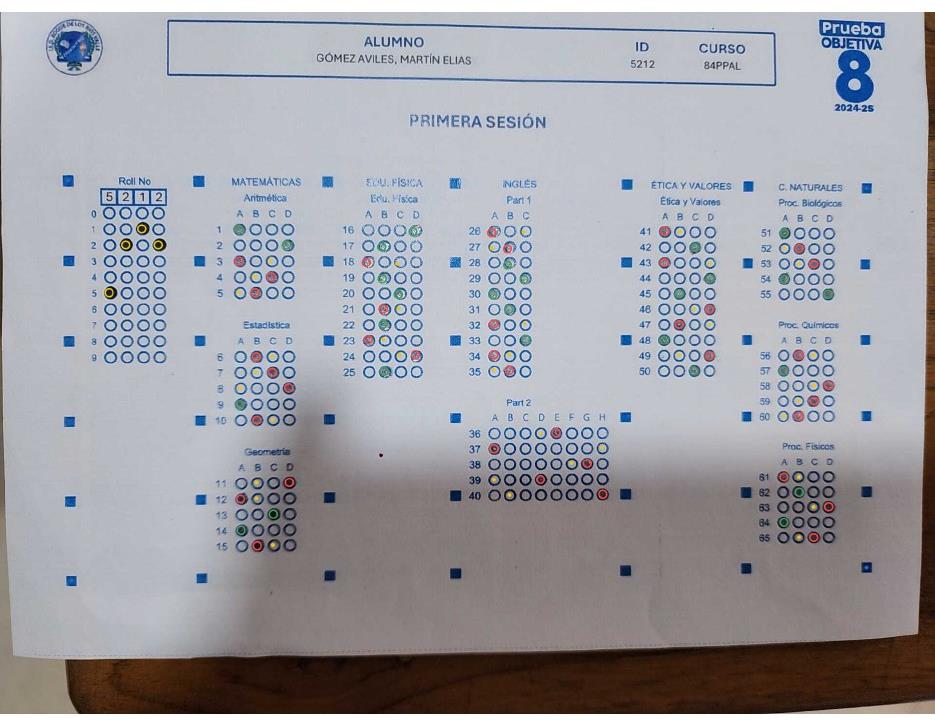 I.E.D. ROQUE DE LOS RIOS VALLE
ALUMNO
GÓMEZ AVILES, MARTÍN ELIAS
ID
5212
CURSO
84PPAL
Prueba
OBJETIVA
8
2024-25
PRIMERA SESIÓN
Roll No
5 2 1 2
0
1
2
3
4
5
6
7
8
9
MATEMÁTICAS
Aritmética
A B C D
1
2
3
4
5
Estadística
A B C D
6
7
8
9
10
Geometría
A B C D
11
12
13
14
15
EDU. FÍSICA
Edu. Física
A B C D
16
17
18
19
20
21
22
23
24
25
INGLÉS
Part 1
A B C
26
27
28
29
30
31
32
33
34
35
Part 2
A B C D E F G H
36
37
38
39
40
ÉTICA Y VALORES
Ética y Valores
A B C D
41
42
43
44
45
46
47
48
49
50
C. NATURALES
Proc. Biológicos
A B C D
51
52
53
54
55
Proc. Químicos
A B C D
56
57
58
59
60
Proc. Físicos
A B C D
61
62
63
64
65